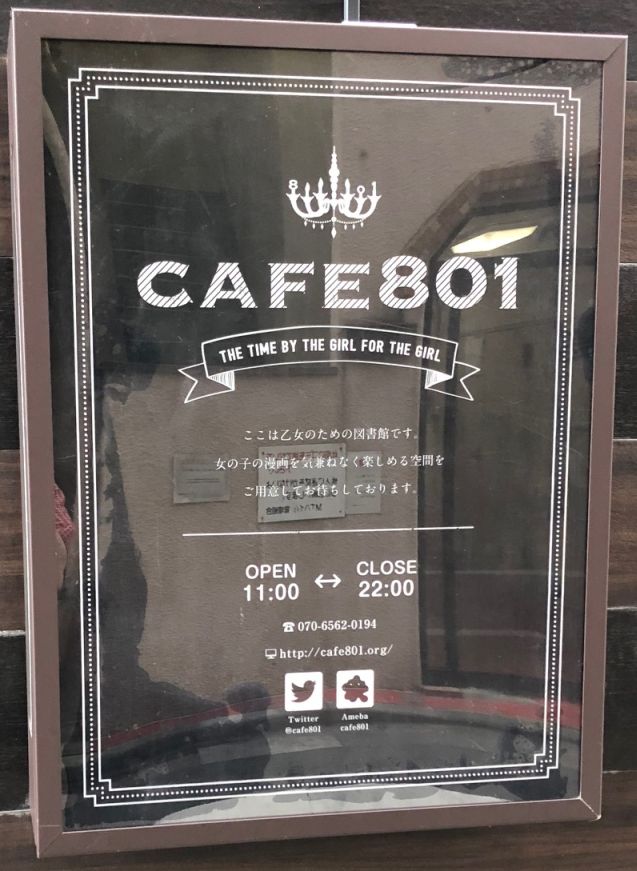 CAFE801
THE TIME BY THE GIRL FOR THE GIRL
ここは乙女のための図書館です。
女の子の漫画を気兼ねなく楽しめる空間を
ご用意してお待ちしております。
OPEN ↔ CLOSE
11:00 22:00
☎070-6562-0194
http://cafe801.org/
Twitter Ameba
@cafe801 cafe801